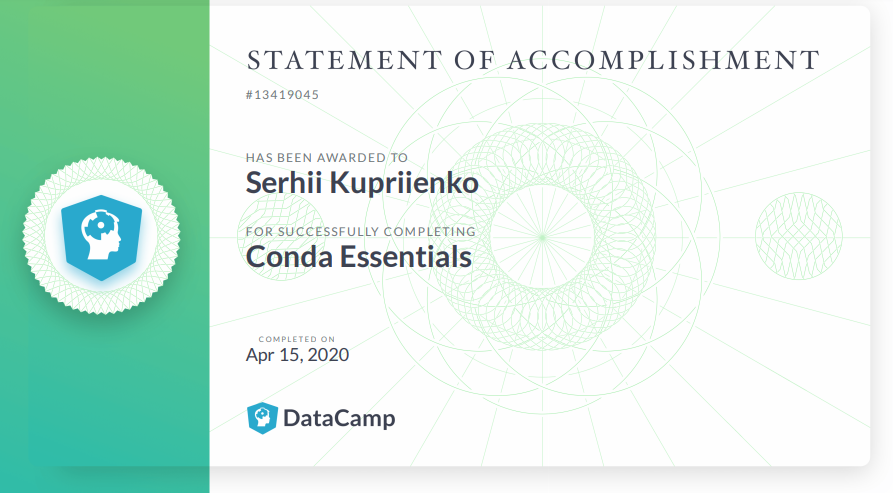 STATEMENT OF ACCOMPLISHMENT
#13419045
HAS BEEN AWARDED TO
Serhii Kupriienko
FOR SUCCESSFULLY COMPLETING
Conda Essentials
COMPLETED ON
Apr 15, 2020
DataCamp